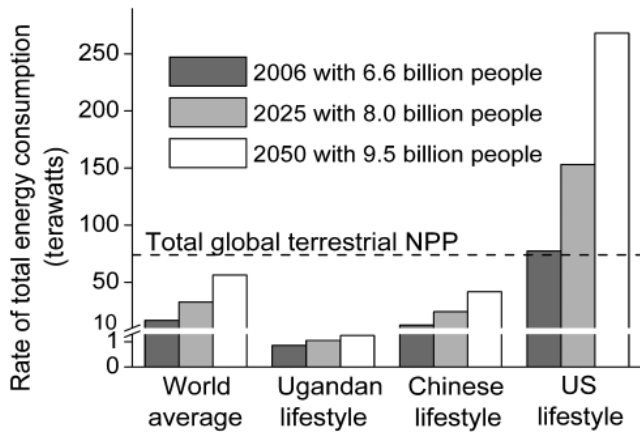 Rate of total energy consumption
(terawatts)
250
200
150
100
50
10
1
0
2006 with 6.6 billion people
2025 with 8.0 billion people
2050 with 9.5 billion people
Total global terrestrial NPP
World
average
Ugandan
lifestyle
Chinese
lifestyle
US
lifestyle